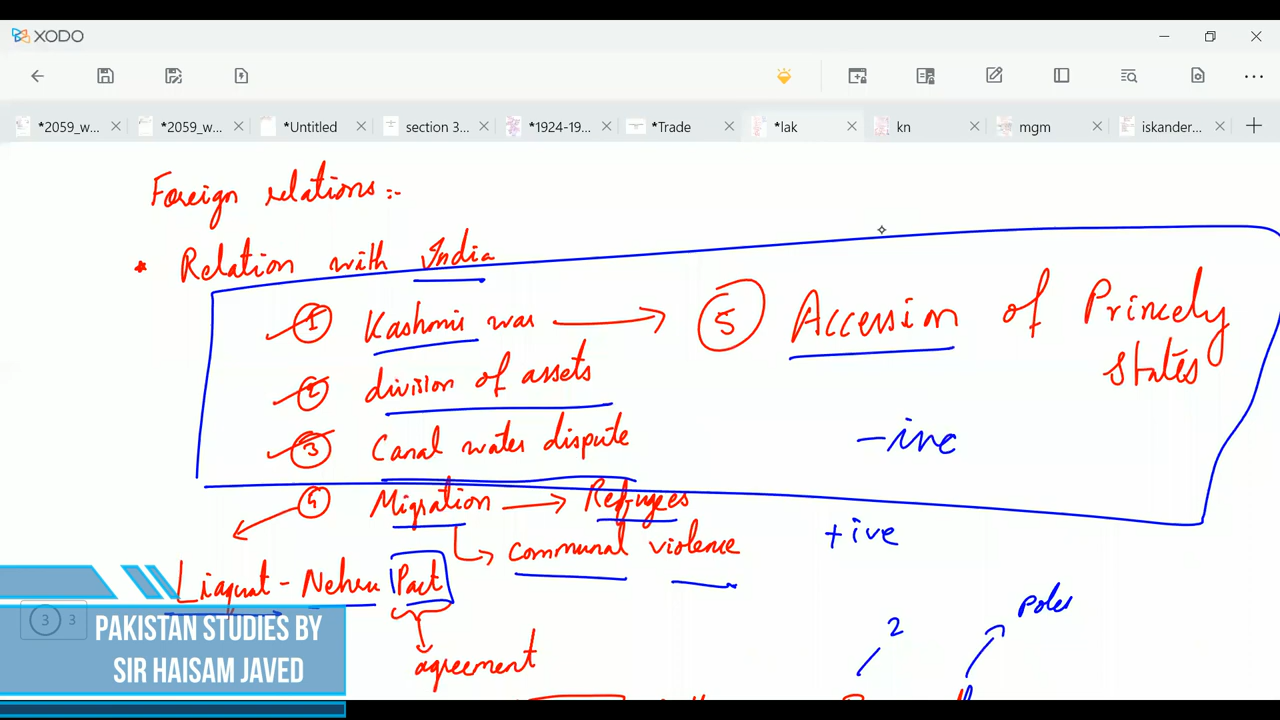 XODO
*2059_w...
*2059_w...
*Untitled
section 3...
*1924-19...
*Trade
*lak
kn
mgm
iskander...
Foreign relations :-
* Relation with India
① Kashmir was → ⑤ Accession of Princely states
② division of assets
③ Canal water dispute
-ive
④ Migration → Refugees
+ive
communal violence
Liaquat - Nehru Pact
agreement
2
Poles
3 3
PAKISTAN STUDIES BY
SIR HAISAM JAVED